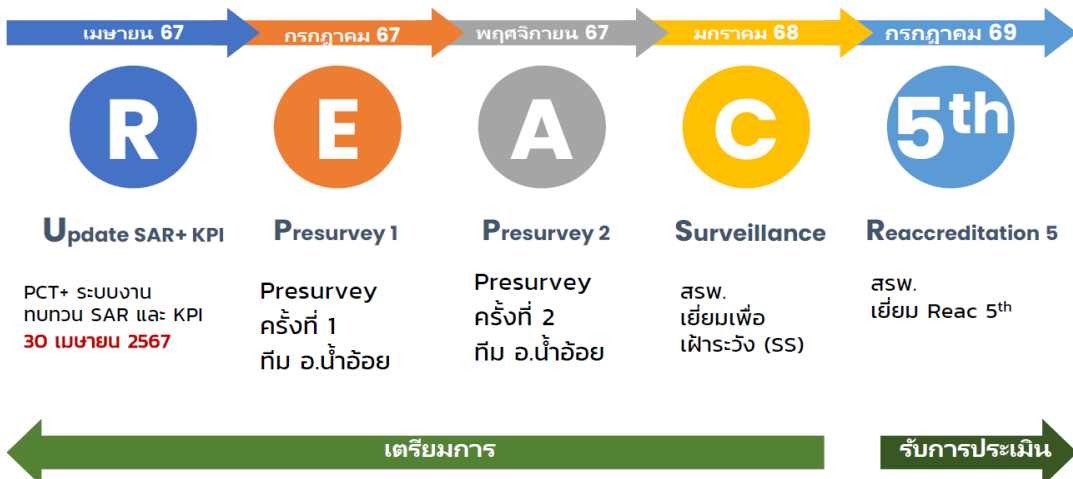 เมษายน 67
กรกฎาคม 67
พฤศจิกายน 67
มกราคม 68
กรกฎาคม 69
R
E
A
C
5th
Update SAR+ KPI
Presurvey 1
Presurvey 2
Surveillance
Reaccreditation 5
PCT+ ระบบงาน
ทบทวน SAR และ KPI
30 เมษายน 2567
Presurvey
ครั้งที่ 1
ทีม อ.น้ำอ้อย
Presurvey
ครั้งที่ 2
ทีม อ.น้ำอ้อย
สรพ.
เยี่ยมเพื่อ
เฝ้าระวัง (SS)
สรพ.
เยี่ยม Reac 5th
เตรียมการ
รับการประเมิน